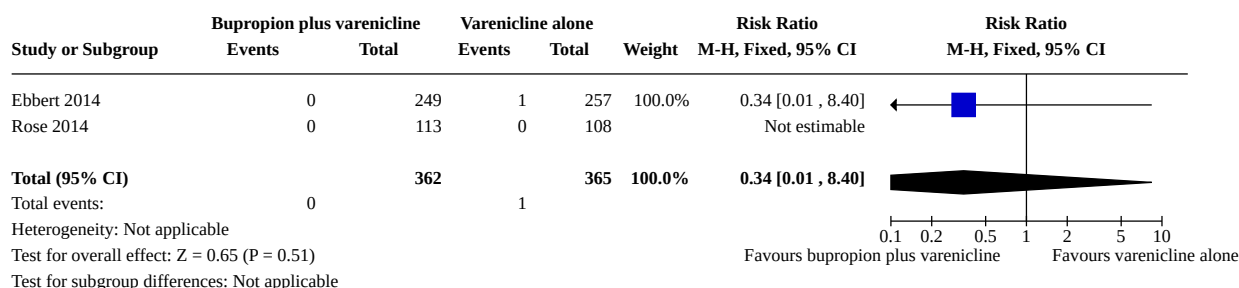 Bupropion plus varenicline Varenicline alone Risk Ratio Risk Ratio
Study or Subgroup Events Total Events Total Weight M-H, Fixed, 95% CI M-H, Fixed, 95% CI
Ebbert 2014 0 249 1 257 100.0% 0.34 [0.01 , 8.40]
Rose 2014 0 113 0 108 Not estimable
Total (95% CI) 362 365 100.0% 0.34 [0.01 , 8.40]
Total events: 0 1
Heterogeneity: Not applicable
0.1 0.2 0.5 1 2 5 10
Test for overall effect: Z = 0.65 (P = 0.51) Favours bupropion plus varenicline Favours varenicline alone
Test for subgroup differences: Not applicable